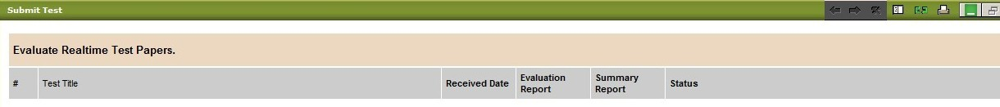 Submit Test
Evaluate Realtime Test Papers.
# Test Title Received Date Evaluation Report Summary Report Status